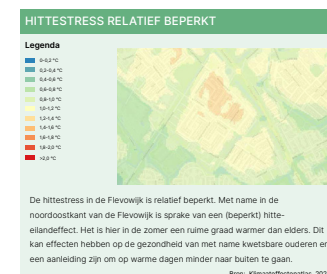 HITTESTRESS RELATIEF BEPERKT
Legenda
0-0,2 °C
0,2-0,4 °C
0,4-0,6 °C
0,6-0,8 °C
0,8-1,0 °C
1,0-1,2 °C
1,2-1,4 °C
1,4-1,6 °C
1,6-1,8 °C
1,8-2,0 °C
>2,0 °C
De hittestress in de Flevowijk is relatief beperkt. Met name in de
noordoostkant van de Flevowijk is sprake van een (beperkt) hitte-
eilandeffect. Het is hier in de zomer een ruime graad warmer dan elders. Dit
kan effecten hebben op de gezondheid van met name kwetsbare ouderen en
een aanleiding zijn om op warme dagen minder naar buiten te gaan.
Bron: Klimaateffectenatlas, 202